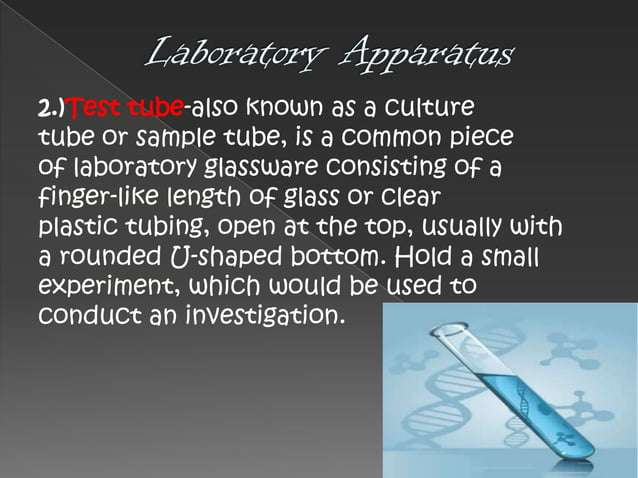 Laboratory Apparatus
2.)Test tube-also known as a culture
tube or sample tube, is a common piece
of laboratory glassware consisting of a
finger-like length of glass or clear
plastic tubing, open at the top, usually with
a rounded U-shaped bottom. Hold a small
experiment, which would be used to
conduct an investigation.